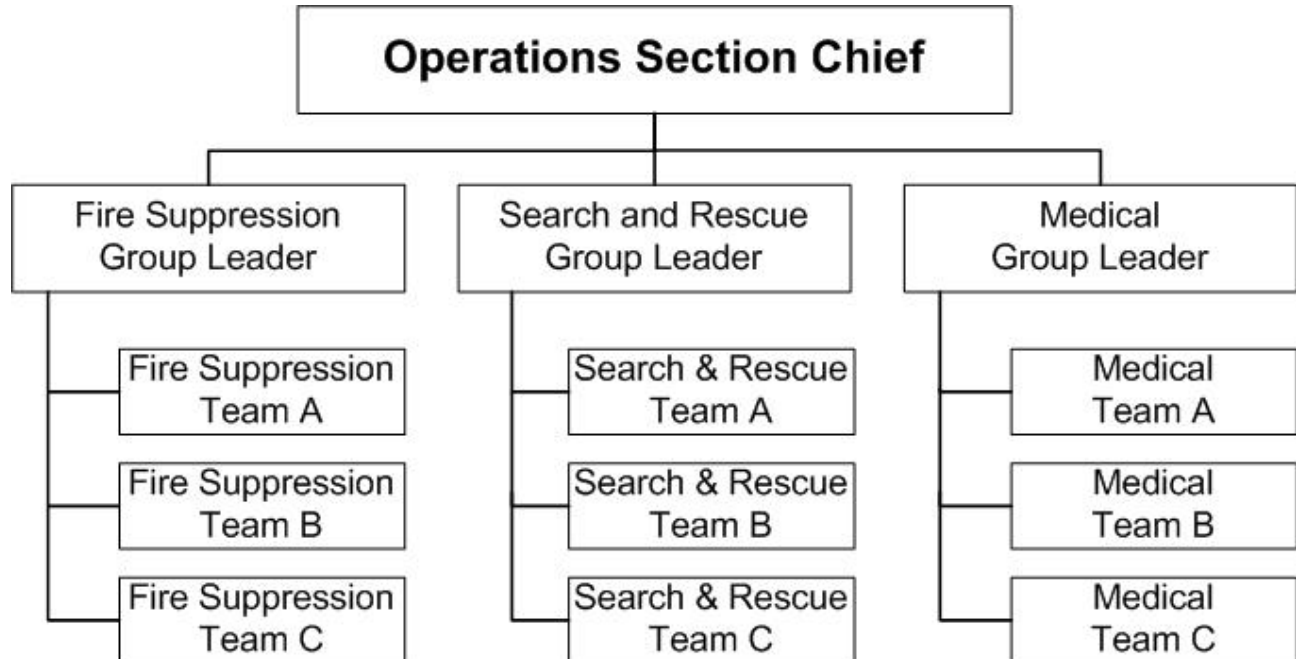 Operations Section Chief
Fire Suppression
Group Leader
Search and Rescue
Group Leader
Medical
Group Leader
Fire Suppression
Team A
Search & Rescue
Team A
Medical
Team A
Fire Suppression
Team B
Search & Rescue
Team B
Medical
Team B
Fire Suppression
Team C
Search & Rescue
Team C
Medical
Team C